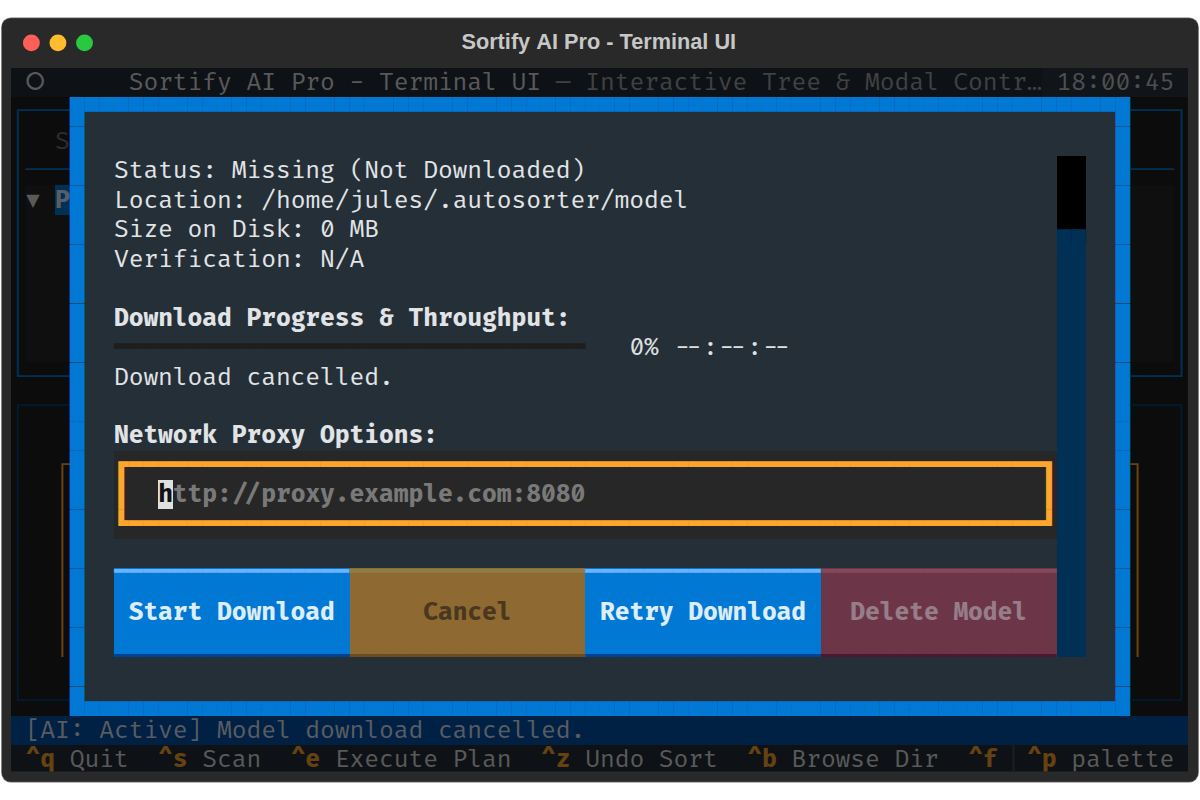 Sortify AI Pro - Terminal UI
Sortify AI Pro - Terminal UI — Interactive Tree & Modal Contr… 18:00:45
S
▼ P
Status: Missing (Not Downloaded)
Location: /home/jules/.autosorter/model
Size on Disk: 0 MB
Verification: N/A
Download Progress & Throughput:
0% --:--:--
Download cancelled.
Network Proxy Options:
http://proxy.example.com:8080
Start Download Cancel Retry Download Delete Model
[AI: Active] Model download cancelled.
^q Quit ^s Scan ^e Execute Plan ^z Undo Sort ^b Browse Dir ^f ^p palette